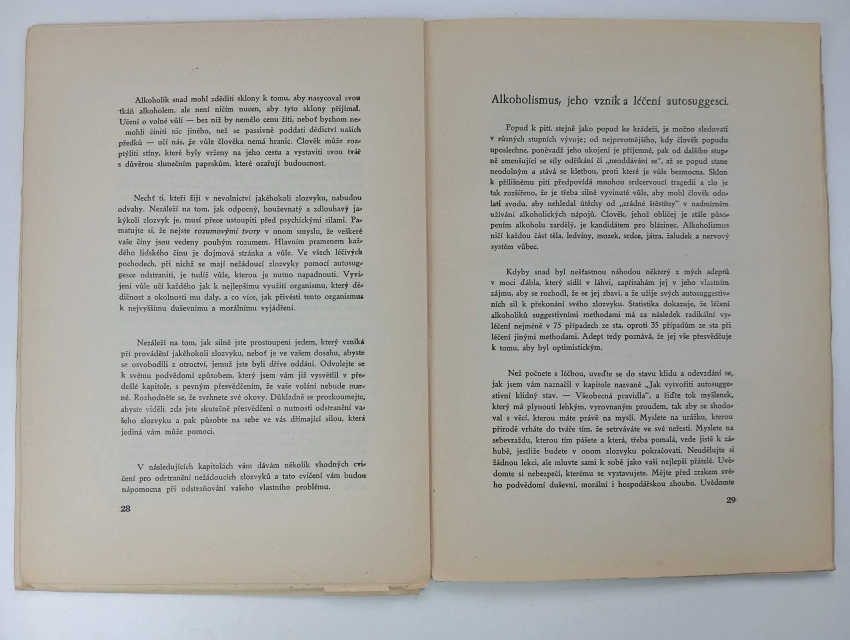 Alkoholik snad mohl zděditi sklony k tomu, aby nasycoval svou
tkáň alkoholem, ale není ničím nucen, aby tyto sklony přijímal.
Učení o volné vůli — bez níž by nemělo cenu žíti, neboť bychom ne-
mohli činiti nic jiného, než se passivně poddati dědictví našich
předků — učí nás, že vůle člověka nemá hranic. Člověk může roz-
ptýliti stíny, které byly vrženy na jeho cestu a vystaviti svou tvář
s důvěrou slunečním paprskům, které ozařují budoucnost.
Nechť ti, kteří žijí v nevolnictví jakéhokoli zlozvyku, nabudou
odvahy. Nezáleží na tom, jak odporný, houževnatý a zdlouhavý ja-
kýkoli zlozvyk je, musí přece ustoupiti před psychickými silami. Pa-
matujte si, že nejste rozumovými tvory v onom smyslu, že veškeré
vaše činy jsou vedeny pouhým rozumem. Hlavním pramenem kaž-
dého lidského činu je dojmová stránka a vůle. Ve všech léčivých
pochodech, při nichž se mají nežádoucí zlozvyky pomocí autosug-
gesce odstraniti, je tudíž vůle, kterou je nutno napadnouti. Vyvi-
jení vůle učí každého jak k nejlepšímu využití organismu, který dě-
dičnost a okolnosti mu daly, a co více, jak přivésti tento organismus
k nejvyššímu duševnímu a morálnímu vyjádření.
Nezáleží na tom, jak silně jste prostoupeni jedem, který vzniká
při provádění jakéhokoli zlozvyku, neboť je ve vašem dosahu, abyste
se osvobodili z otroctví, jemuž jste byli dříve oddáni. Odvolejte se
k svému podvědomí způsobem, který jsem vám již vysvětlil v pře-
dešlé kapitole, s pevným přesvědčením, že vaše volání nebude mar-
né. Rozhodněte se, že svrhnete své okovy. Důkladně se prozkoumejte,
abyste viděli zda jste skutečně přesvědčeni o nutnosti odstranění va-
šeho zlozvyku a pak působte na sebe ve vás dřímající silou, která
jediná vám může pomoci.
V následujících kapitolách vám dávám několik vhodných cvi-
čení pro odstranění nežádoucích zlozvyků a tato cvičení vám budou
nápomocna při odstraňování vašeho vlastního problému.
28
Alkoholismus, jeho vznik a léčení autosuggescí.
Popud k pití, stejně jako popud ke krádeži, je možno sledovati
v různých stupních vývoje; od nejprvotnějšího, kdy člověk popudu
uposlechne, poněvadž jeho ukojení je příjemné, pak od dalšího stup-
ně zmenšující se síly odříkání či „neoddávání se", až se popud stane
neodolným a stává se kletbou, proti které je vůle bezmocna. Sklon
k přílišnému pití předpovídá mnohou srdcervoucí tragedii a zlo je
tak rozšířeno, že je třeba silně vyvinuté vůle, aby mohl člověk odo-
lati svodu, aby nehledal útěchy od „zrádné štěstěny" v nadmírném
užívání alkoholických nápojů. Člověk, jehož obličej je stále půso-
pením alkoholu zardělý, je kandidátem pro blázinec. Alkoholismus
ničí každou část těla, ledviny, mozek, srdce, játra, žaludek a nervový
systém vůbec.
Kdyby snad byl nešťastnou náhodou některý z mých adeptů
v moci ďábla, který sídlí v láhvi, zapřísahám jej v jeho vlastním
zájmu, aby se rozhodl, že se jej zbaví, a že užije svých autosuggestiv-
ních sil k překonání svého zlozvyku. Statistika dokazuje, že léčení
alkoholiků suggestivními methodami má za následek radikální vy-
léčení nejméně v 75 případech ze sta, oproti 35 případům ze sta při
léčení jinými methodami. Adept tedy poznává, že jej vše přesvědčuje
k tomu, aby byl optimistickým.
Než počnete s léčbou, uveďte se do stavu klidu a odevzdání se,
jak jsem vám naznačil v kapitole nazvané „Jak vytvořiti autosugge-
stivní klidný stav. — Všeobecná pravidla", a řiďte tok myšlenek,
který má plynouti lehkým, vyrovnaným proudem, tak aby se shodo-
val s věcí, kterou máte právě na mysli. Myslete na urážku, kterou
přírodě vrháte do tváře tím, že setrváváte ve své neřesti. Myslete na
sebevraždu, kterou tím pášete a která, třeba pomalá, vede jistě k zá-
hubě, jestliže budete v onom zlozvyku pokračovati. Neudělujte si
žádnou lekci, ale mluvte sami k sobě jako vaši nejlepší přátelé. Uvě-
domte si nebezpečí, kterému se vystavujete. Mějte před zrakem své-
ho podvědomí duševní, morální i hospodářskou zhoubu. Uvědomte
29